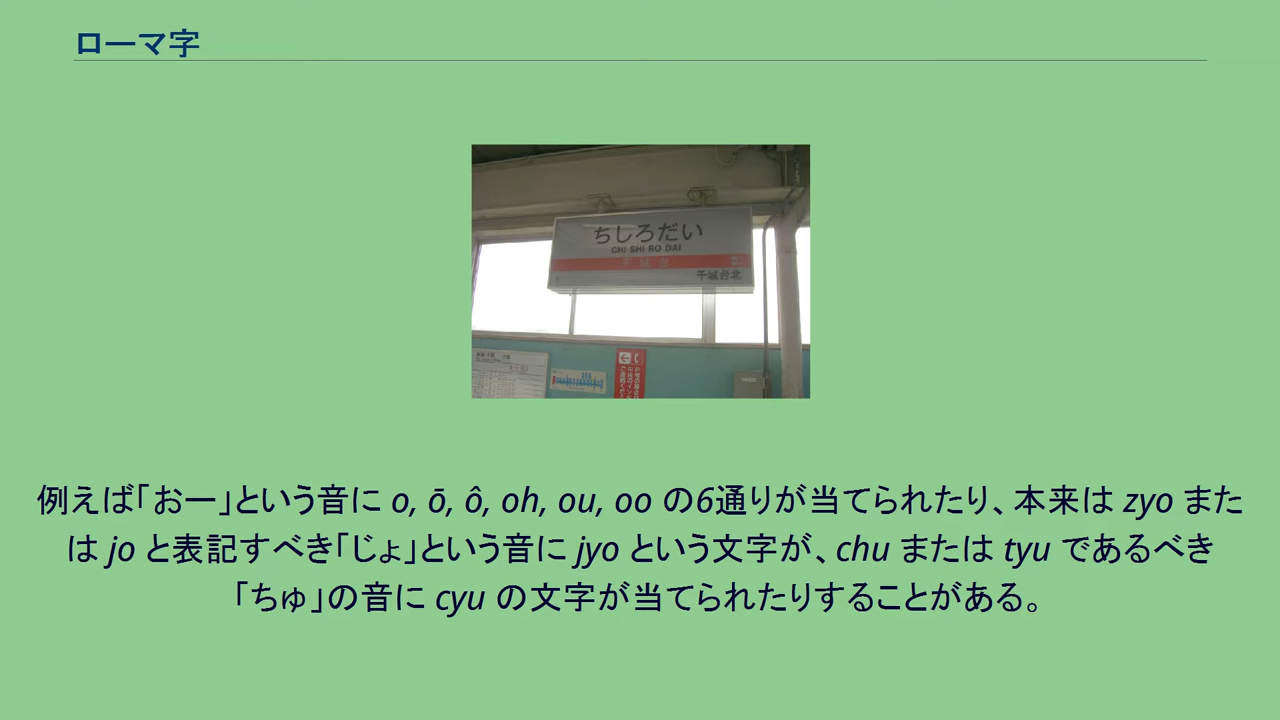 ローマ字
ちしろだい
CHI SHI RO DAI
千城台
千城台北
例えば「おー」という音に o, ō, ô, oh, ou, oo の6通りが当てられたり、本来は zyo また
は jo と表記すべき「じょ」という音に jyo という文字が、chu または tyu であるべき
「ちゅ」の音に cyu の文字が当てられたりすることがある。